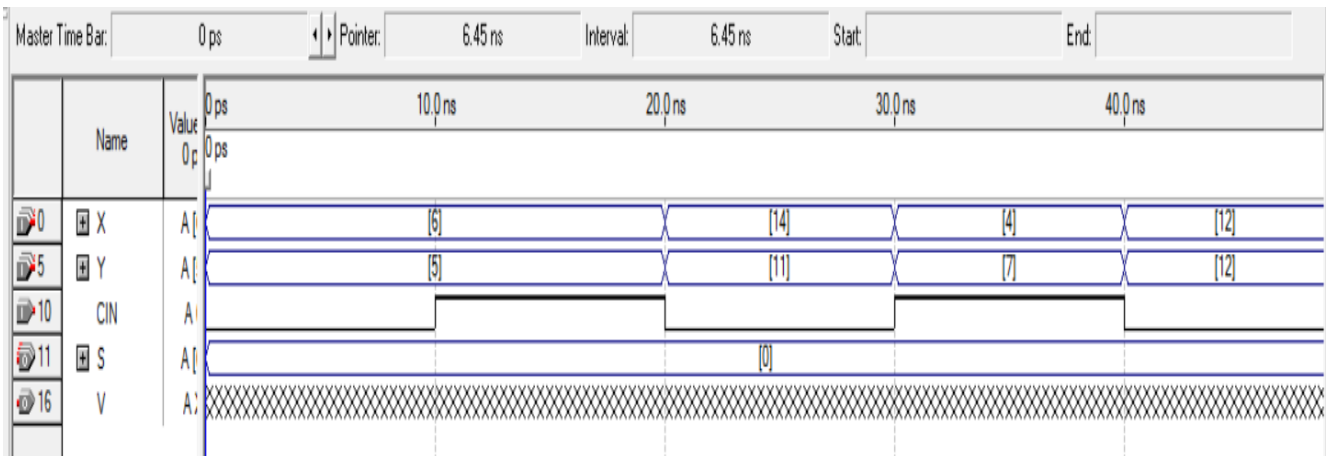 Master Time Bar: 0 ps Pointer: 6.45 ns Interval: 6.45 ns Start: End:
Name Value 0 p
0 ps 10.0 ns 20.0 ns 30.0 ns 40.0 ns
0 ps
0 X A [ [6] [14] [4] [12]
5 Y A [ [5] [11] [7] [12]
10 CIN A
11 S A [ [0]
16 V A